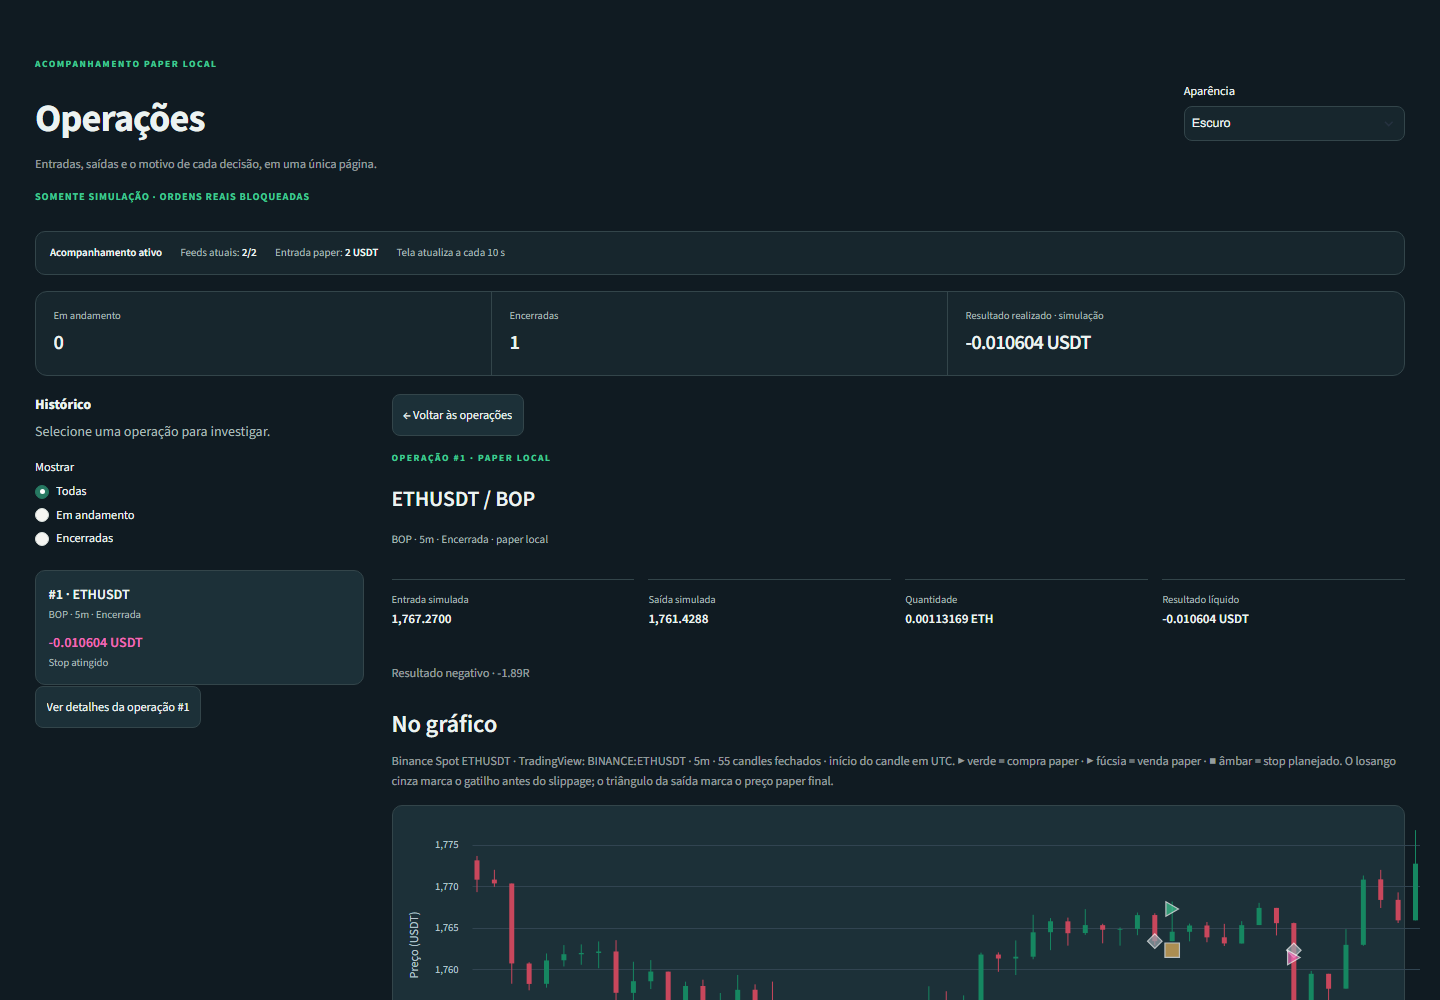 ACOMPANHAMENTO PAPER LOCAL
Operações
Entradas, saídas e o motivo de cada decisão, em uma única página.
SOMENTE SIMULAÇÃO · ORDENS REAIS BLOQUEADAS
Aparência
Escuro
Acompanhamento ativo Feeds atuais: 2/2 Entrada paper: 2 USDT Tela atualiza a cada 10 s
Em andamento
0
Encerradas
1
Resultado realizado · simulação
-0.010604 USDT
Histórico
Selecione uma operação para investigar.
Mostrar
Todas
Em andamento
Encerradas
#1 · ETHUSDT
BOP · 5m · Encerrada
-0.010604 USDT
Stop atingido
Ver detalhes da operação #1
← Voltar às operações
OPERAÇÃO #1 · PAPER LOCAL
ETHUSDT / BOP
BOP · 5m · Encerrada · paper local
Entrada simulada
1,767.2700
Saída simulada
1,761.4288
Quantidade
0.00113169 ETH
Resultado líquido
-0.010604 USDT
Resultado negativo · -1.89R
No gráfico
Binance Spot ETHUSDT · TradingView: BINANCE:ETHUSDT · 5m · 55 candles fechados · início do candle em UTC. ▶ verde = compra paper · ▶ fúcsia = venda paper · ■ âmbar = stop planejado. O losango
cinza marca o gatilho antes do slippage; o triângulo da saída marca o preço paper final.
1,775
1,770
1,765
1,760
Preço (USDT)